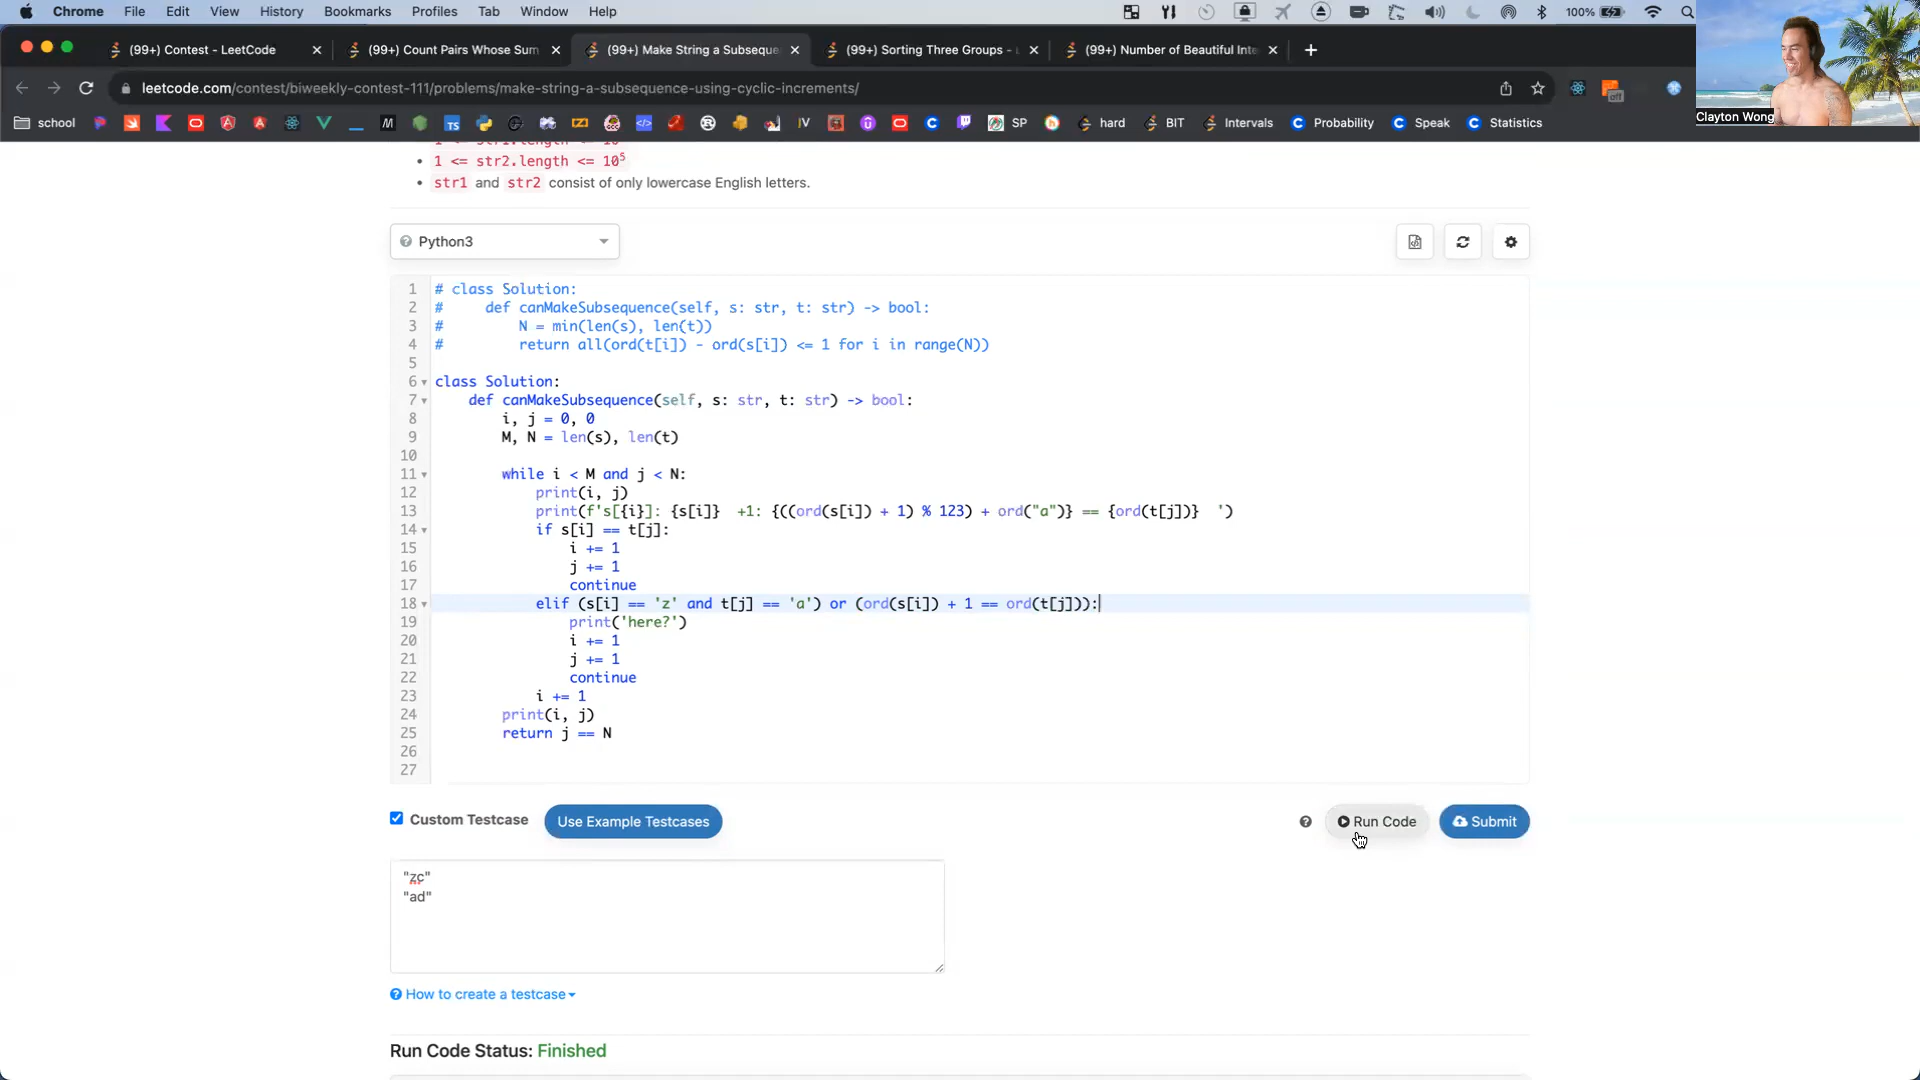 Chrome File Edit View History Bookmarks Profiles Tab Window Help 100%
(99+) Contest - LeetCode (99+) Count Pairs Whose Sum (99+) Make String a Subseque (99+) Sorting Three Groups - (99+) Number of Beautiful Inte
leetcode.com/contest/biweekly-contest-111/problems/make-string-a-subsequence-using-cyclic-increments/ off
Clayton Wong
school TS IV SP hard BIT Intervals Probability Speak Statistics
1 <= str2.length <= 10⁵
str1 and str2 consist of only lowercase English letters.
Python3
1 # class Solution:
2 #     def canMakeSubsequence(self, s: str, t: str) -> bool:
3 #         N = min(len(s), len(t))
4 #         return all(ord(t[i]) - ord(s[i]) <= 1 for i in range(N))
5
6 class Solution:
7     def canMakeSubsequence(self, s: str, t: str) -> bool:
8         i, j = 0, 0
9         M, N = len(s), len(t)
10
11         while i < M and j < N:
12             print(i, j)
13             print(f's[{i}]: {s[i]}  +1: {((ord(s[i]) + 1) % 123) + ord("a")} == {ord(t[j])}  ')
14             if s[i] == t[j]:
15                 i += 1
16                 j += 1
17                 continue
18             elif (s[i] == 'z' and t[j] == 'a') or (ord(s[i]) + 1 == ord(t[j])):
19                 print('here?')
20                 i += 1
21                 j += 1
22                 continue
23             i += 1
24         print(i, j)
25         return j == N
26
27
Custom Testcase Use Example Testcases Run Code Submit
"zc"
"ad"
How to create a testcase
Run Code Status: Finished